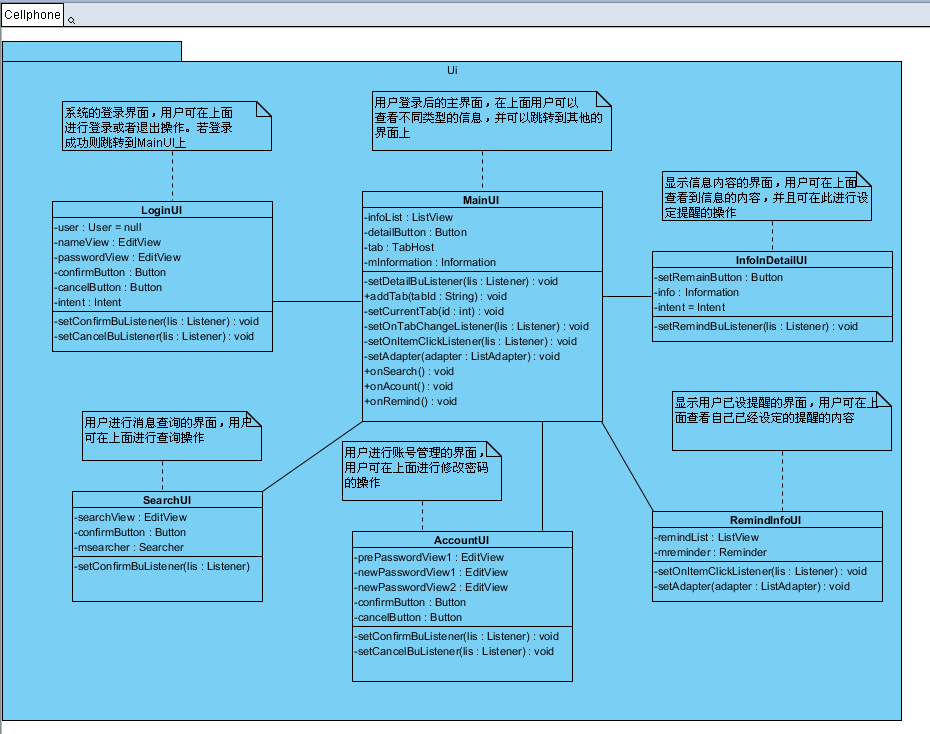 Cellphone
Ui
系统的登录界面，用户可在上面
进行登录或者退出操作。若登录
成功则跳转到MainUI上
用户登录后的主界面，在上面用户可以
查看不同类型的信息，并可以跳转到其他的
界面上
显示信息内容的界面，用户可在上面
查看到信息的内容，并且可在此进行设
定提醒的操作
LoginUI
-user : User = null
-nameView : EditView
-passwordView : EditView
-confirmButton : Button
-cancelButton : Button
-intent : Intent
-setConfirmBuListener(lis : Listener) : void
-setCancelBuListener(lis : Listener) : void
MainUI
-infoList : ListView
-detailButton : Button
-tab : TabHost
-mInformation : Information
-setDetailBuListener(lis : Listener) : void
+addTab(tabId : String) : void
-setCurrentTab(id : int) : void
-setOnTabChangeListener(lis : Listener) : void
-setOnItemClickListener(lis : Listener) : void
-setAdapter(adapter : ListAdapter) : void
+onSearch() : void
+onAcount() : void
+onRemind() : void
InfoInDetailUI
-setRemainButton : Button
-info : Information
-intent = Intent
-setRemindBuListener(lis : Listener) : void
用户进行消息查询的界面，用户
可在上面进行查询操作
用户进行账号管理的界面，
用户可在上面进行修改密码
的操作
显示用户已设提醒的界面，用户可在上
面查看自己已经设定的提醒的内容
SearchUI
-searchView : EditView
-confirmButton : Button
-msearcher : Searcher
-setConfirmBuListener(lis : Listener)
AccountUI
-prePasswordView1 : EditView
-newPasswordView1 : EditView
-newPasswordView2 : EditView
-confirmButton : Button
-cancelButton : Button
-setConfirmBuListener(lis : Listener) : void
-setCancelBuListener(lis : Listener) : void
RemindInfoUI
-remindList : ListView
-mreminder : Reminder
-setOnItemClickListener(lis : Listener) : void
-setAdapter(adapter : ListAdapter) : void